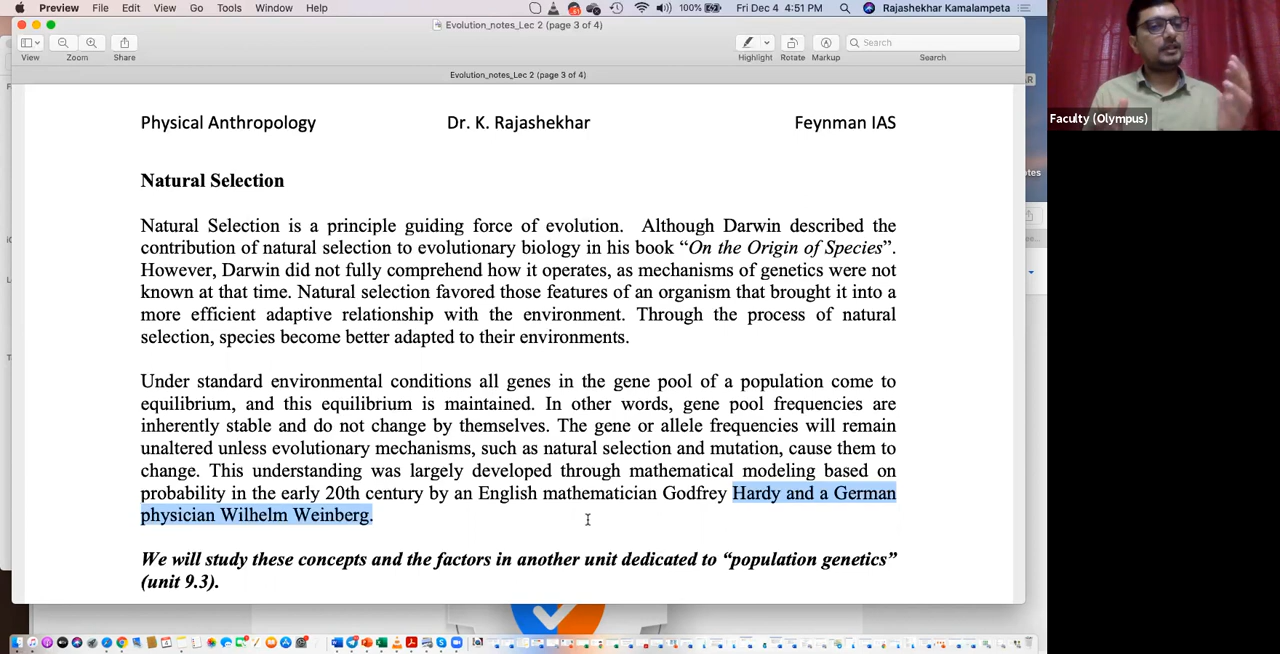 Preview File Edit View Go Tools Window Help 100% Fri Dec 4 4:51 PM Rajashekhar Kamalampeta
Evolution_notes_Lec 2 (page 3 of 4)
Search
View Zoom Share Highlight Rotate Markup Search
Evolution_notes_Lec 2 (page 3 of 4)
Faculty (Olympus)
Physical Anthropology Dr. K. Rajashekhar Feynman IAS
Natural Selection
Natural Selection is a principle guiding force of evolution. Although Darwin described the
contribution of natural selection to evolutionary biology in his book “On the Origin of Species”.
However, Darwin did not fully comprehend how it operates, as mechanisms of genetics were not
known at that time. Natural selection favored those features of an organism that brought it into a
more efficient adaptive relationship with the environment. Through the process of natural
selection, species become better adapted to their environments.
Under standard environmental conditions all genes in the gene pool of a population come to
equilibrium, and this equilibrium is maintained. In other words, gene pool frequencies are
inherently stable and do not change by themselves. The gene or allele frequencies will remain
unaltered unless evolutionary mechanisms, such as natural selection and mutation, cause them to
change. This understanding was largely developed through mathematical modeling based on
probability in the early 20th century by an English mathematician Godfrey Hardy and a German
physician Wilhelm Weinberg.
We will study these concepts and the factors in another unit dedicated to “population genetics”
(unit 9.3).